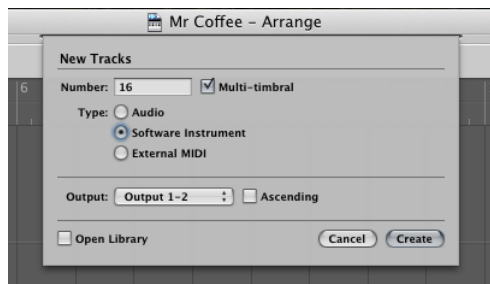 Mr Coffee – Arrange
New Tracks
6
Number: 16 Multi-timbral
Type: Audio
Software Instrument
External MIDI
Output: Output 1-2 Ascending
Open Library Cancel Create